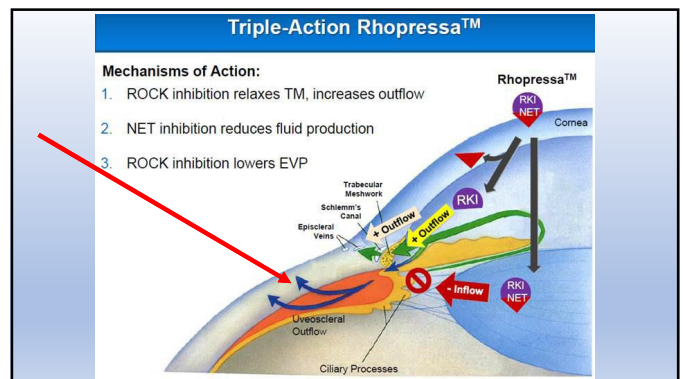 Triple-Action Rhopressa™
Mechanisms of Action:
1. ROCK inhibition relaxes TM, increases outflow
2. NET inhibition reduces fluid production
3. ROCK inhibition lowers EVP
Rhopressa™
RKI
NET
Cornea
Trabecular
Meshwork
Schlemm's
Canal
Episcleral
Veins
RKI
+ Outflow
+ Outflow
- Inflow
RKI
NET
Uveoscleral
Outflow
Ciliary Processes